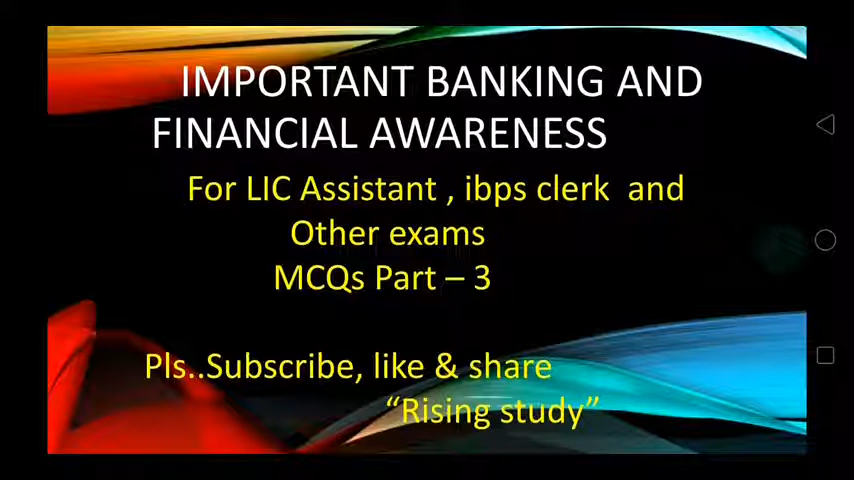 IMPORTANT BANKING AND
FINANCIAL AWARENESS
For LIC Assistant , ibps clerk  and
Other exams
MCQs Part – 3
Pls..Subscribe, like & share
“Rising study”